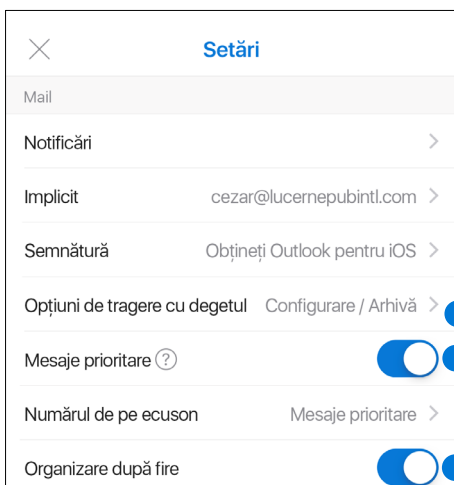 Setări
Mail
Notificări
Implicit cezar@lucernepubintl.com
Semnătură Obțineți Outlook pentru iOS
Opțiuni de tragere cu degetul Configurare / Arhivă
Mesaje prioritare ?
Numărul de pe ecuson Mesaje prioritare
Organizare după fire